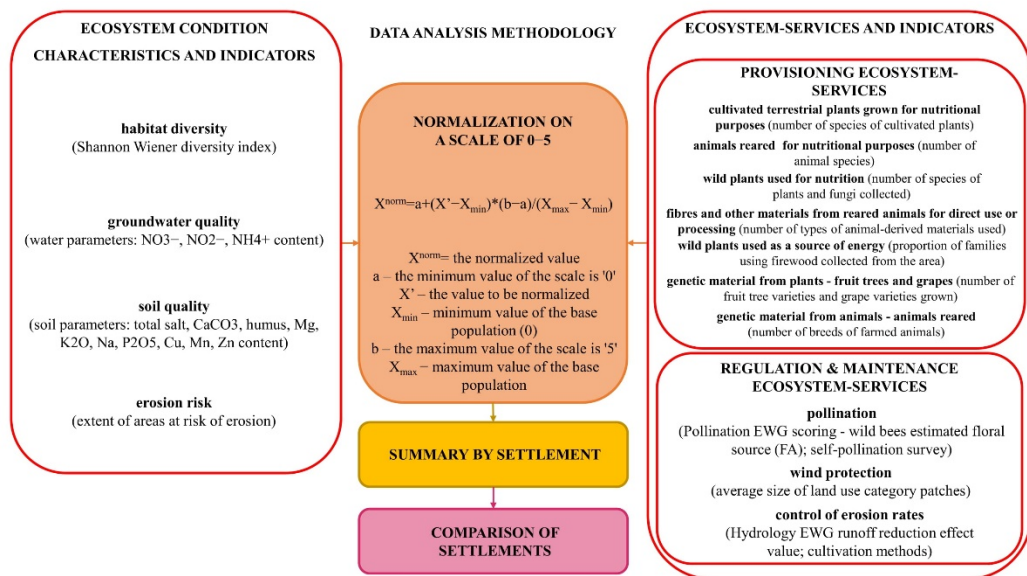 ECOSYSTEM CONDITION
CHARACTERISTICS AND INDICATORS
habitat diversity
(Shannon Wiener diversity index)
groundwater quality
(water parameters: NO3−, NO2−, NH4+ content)
soil quality
(soil parameters: total salt, CaCO3, humus, Mg,
K2O, Na, P2O5, Cu, Mn, Zn content)
erosion risk
(extent of areas at risk of erosion)
DATA ANALYSIS METHODOLOGY
NORMALIZATION ON
A SCALE OF 0−5
Xnorm=a+(X'−Xmin)*(b−a)/(Xmax− Xmin)
Xnorm= the normalized value
a – the minimum value of the scale is '0'
X' – the value to be normalized
Xmin – minimum value of the base
population (0)
b – the maximum value of the scale is '5'
Xmax – maximum value of the base
population
SUMMARY BY SETTLEMENT
COMPARISON OF
SETTLEMENTS
ECOSYSTEM-SERVICES AND INDICATORS
PROVISIONING ECOSYSTEM-
SERVICES
cultivated terrestrial plants grown for nutritional
purposes (number of species of cultivated plants)
animals reared for nutritional purposes (number of
animal species)
wild plants used for nutrition (number of species of
plants and fungi collected)
fibres and other materials from reared animals for direct use or
processing (number of types of animal-derived materials used)
wild plants used as a source of energy (proportion of families
using firewood collected from the area)
genetic material from plants - fruit trees and grapes (number of
fruit tree varieties and grape varieties grown)
genetic material from animals - animals reared
(number of breeds of farmed animals)
REGULATION & MAINTENANCE
ECOSYSTEM-SERVICES
pollination
(Pollination EWG scoring - wild bees estimated floral
source (FA); self-pollination survey)
wind protection
(average size of land use category patches)
control of erosion rates
(Hydrology EWG runoff reduction effect
value; cultivation methods)